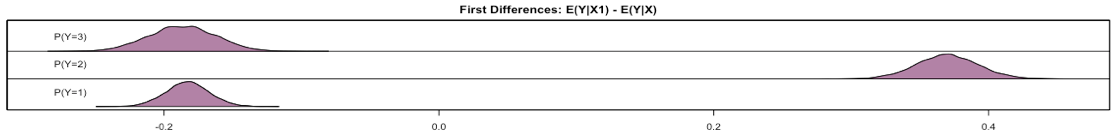 First Differences: E(Y|X1) - E(Y|X)
P(Y=3)
P(Y=2)
P(Y=1)
-0.2 0.0 0.2 0.4